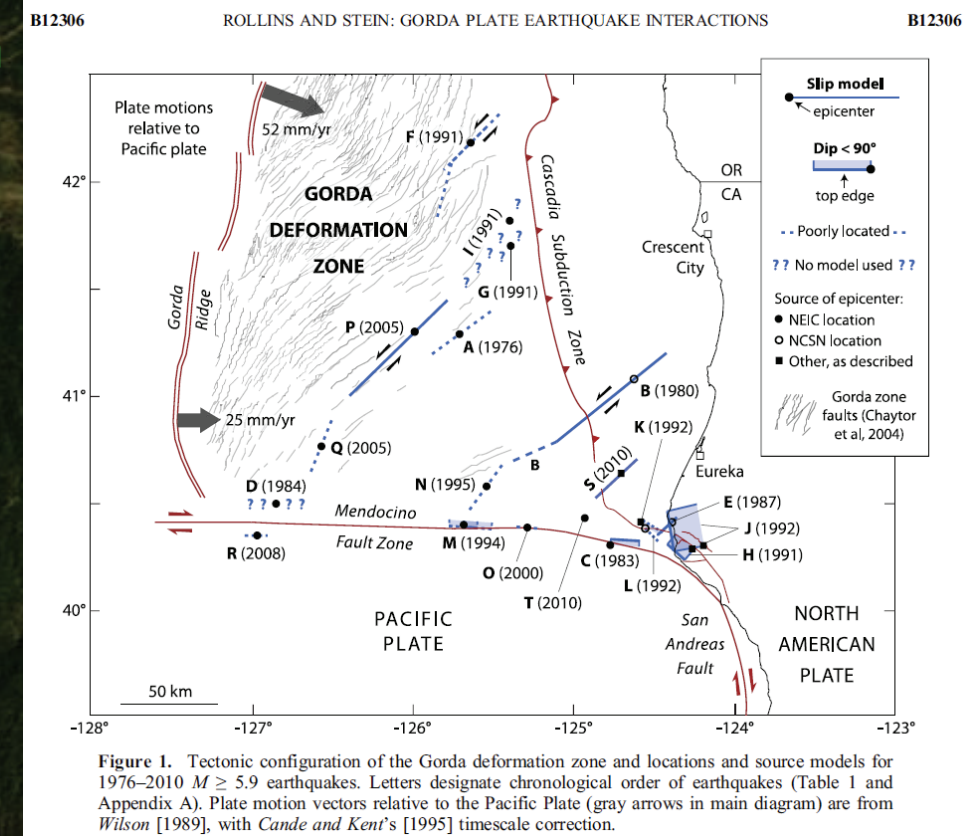 B12306
ROLLINS AND STEIN: GORDA PLATE EARTHQUAKE INTERACTIONS
B12306
Plate motions
relative to
Pacific plate
52 mm/yr
F (1991)
42°
GORDA
DEFORMATION
ZONE
I (1991)
? ? ? ? ? ? ? ?
G (1991)
Cascadia Subduction Zone
OR
CA
Crescent
City
Gorda
Ridge
P (2005)
A (1976)
41°
25 mm/yr
B (1980)
K (1992)
Q (2005)
B
S (2010)
Eureka
N (1995)
D (1984)
? ? ? ?
Mendocino
Fault Zone
E (1987)
J (1992)
H (1991)
R (2008)
M (1994)
O (2000)
C (1983)
T (2010)
L (1992)
40°
PACIFIC
PLATE
San
Andreas
Fault
NORTH
AMERICAN
PLATE
50 km
-128°
-127°
-126°
-125°
-124°
-123°
Slip model
epicenter
Dip < 90°
top edge
Poorly located
? ? No model used ? ?
Source of epicenter:
NEIC location
NCSN location
Other, as described
Gorda zone
faults (Chaytor
et al, 2004)
Figure 1. Tectonic configuration of the Gorda deformation zone and locations and source models for
1976–2010 M ≥ 5.9 earthquakes. Letters designate chronological order of earthquakes (Table 1 and
Appendix A). Plate motion vectors relative to the Pacific Plate (gray arrows in main diagram) are from
Wilson [1989], with Cande and Kent's [1995] timescale correction.